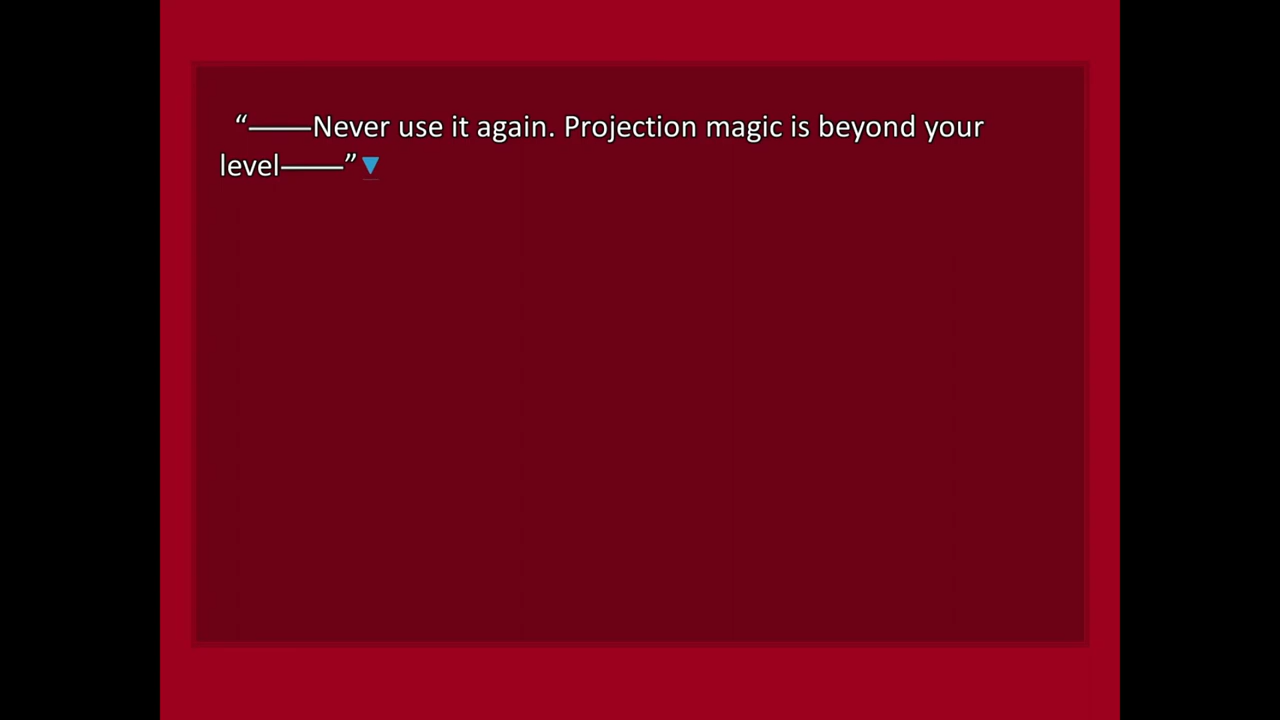 “――Never use it again. Projection magic is beyond your
level――”